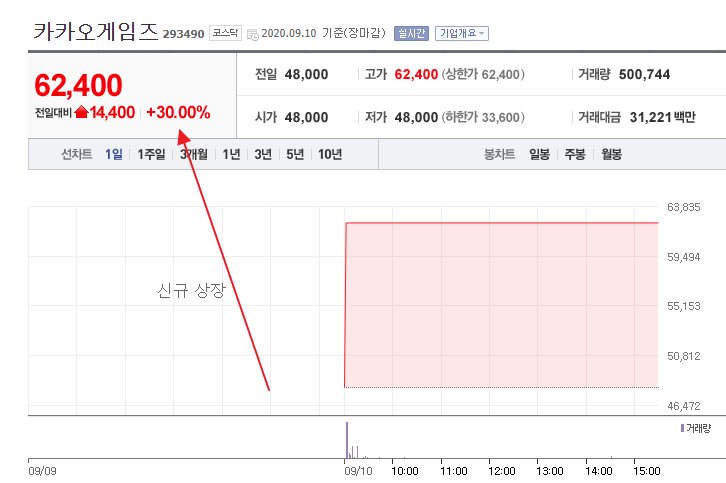 카카오게임즈 293490 코스닥 2020.09.10 기준(장마감) 실시간 기업개요
62,400
전일대비 14,400 +30.00%
전일 48,000 고가 62,400 (상한가 62,400) 거래량 500,744
시가 48,000 저가 48,000 (하한가 33,600) 거래대금 31,221 백만
선차트 1일 1주일 3개월 1년 3년 5년 10년 봉차트 일봉 주봉 월봉
63,835
59,494
신규 상장
55,153
50,812
46,472
거래량
09/09 09/10 10:00 11:00 12:00 13:00 14:00 15:00